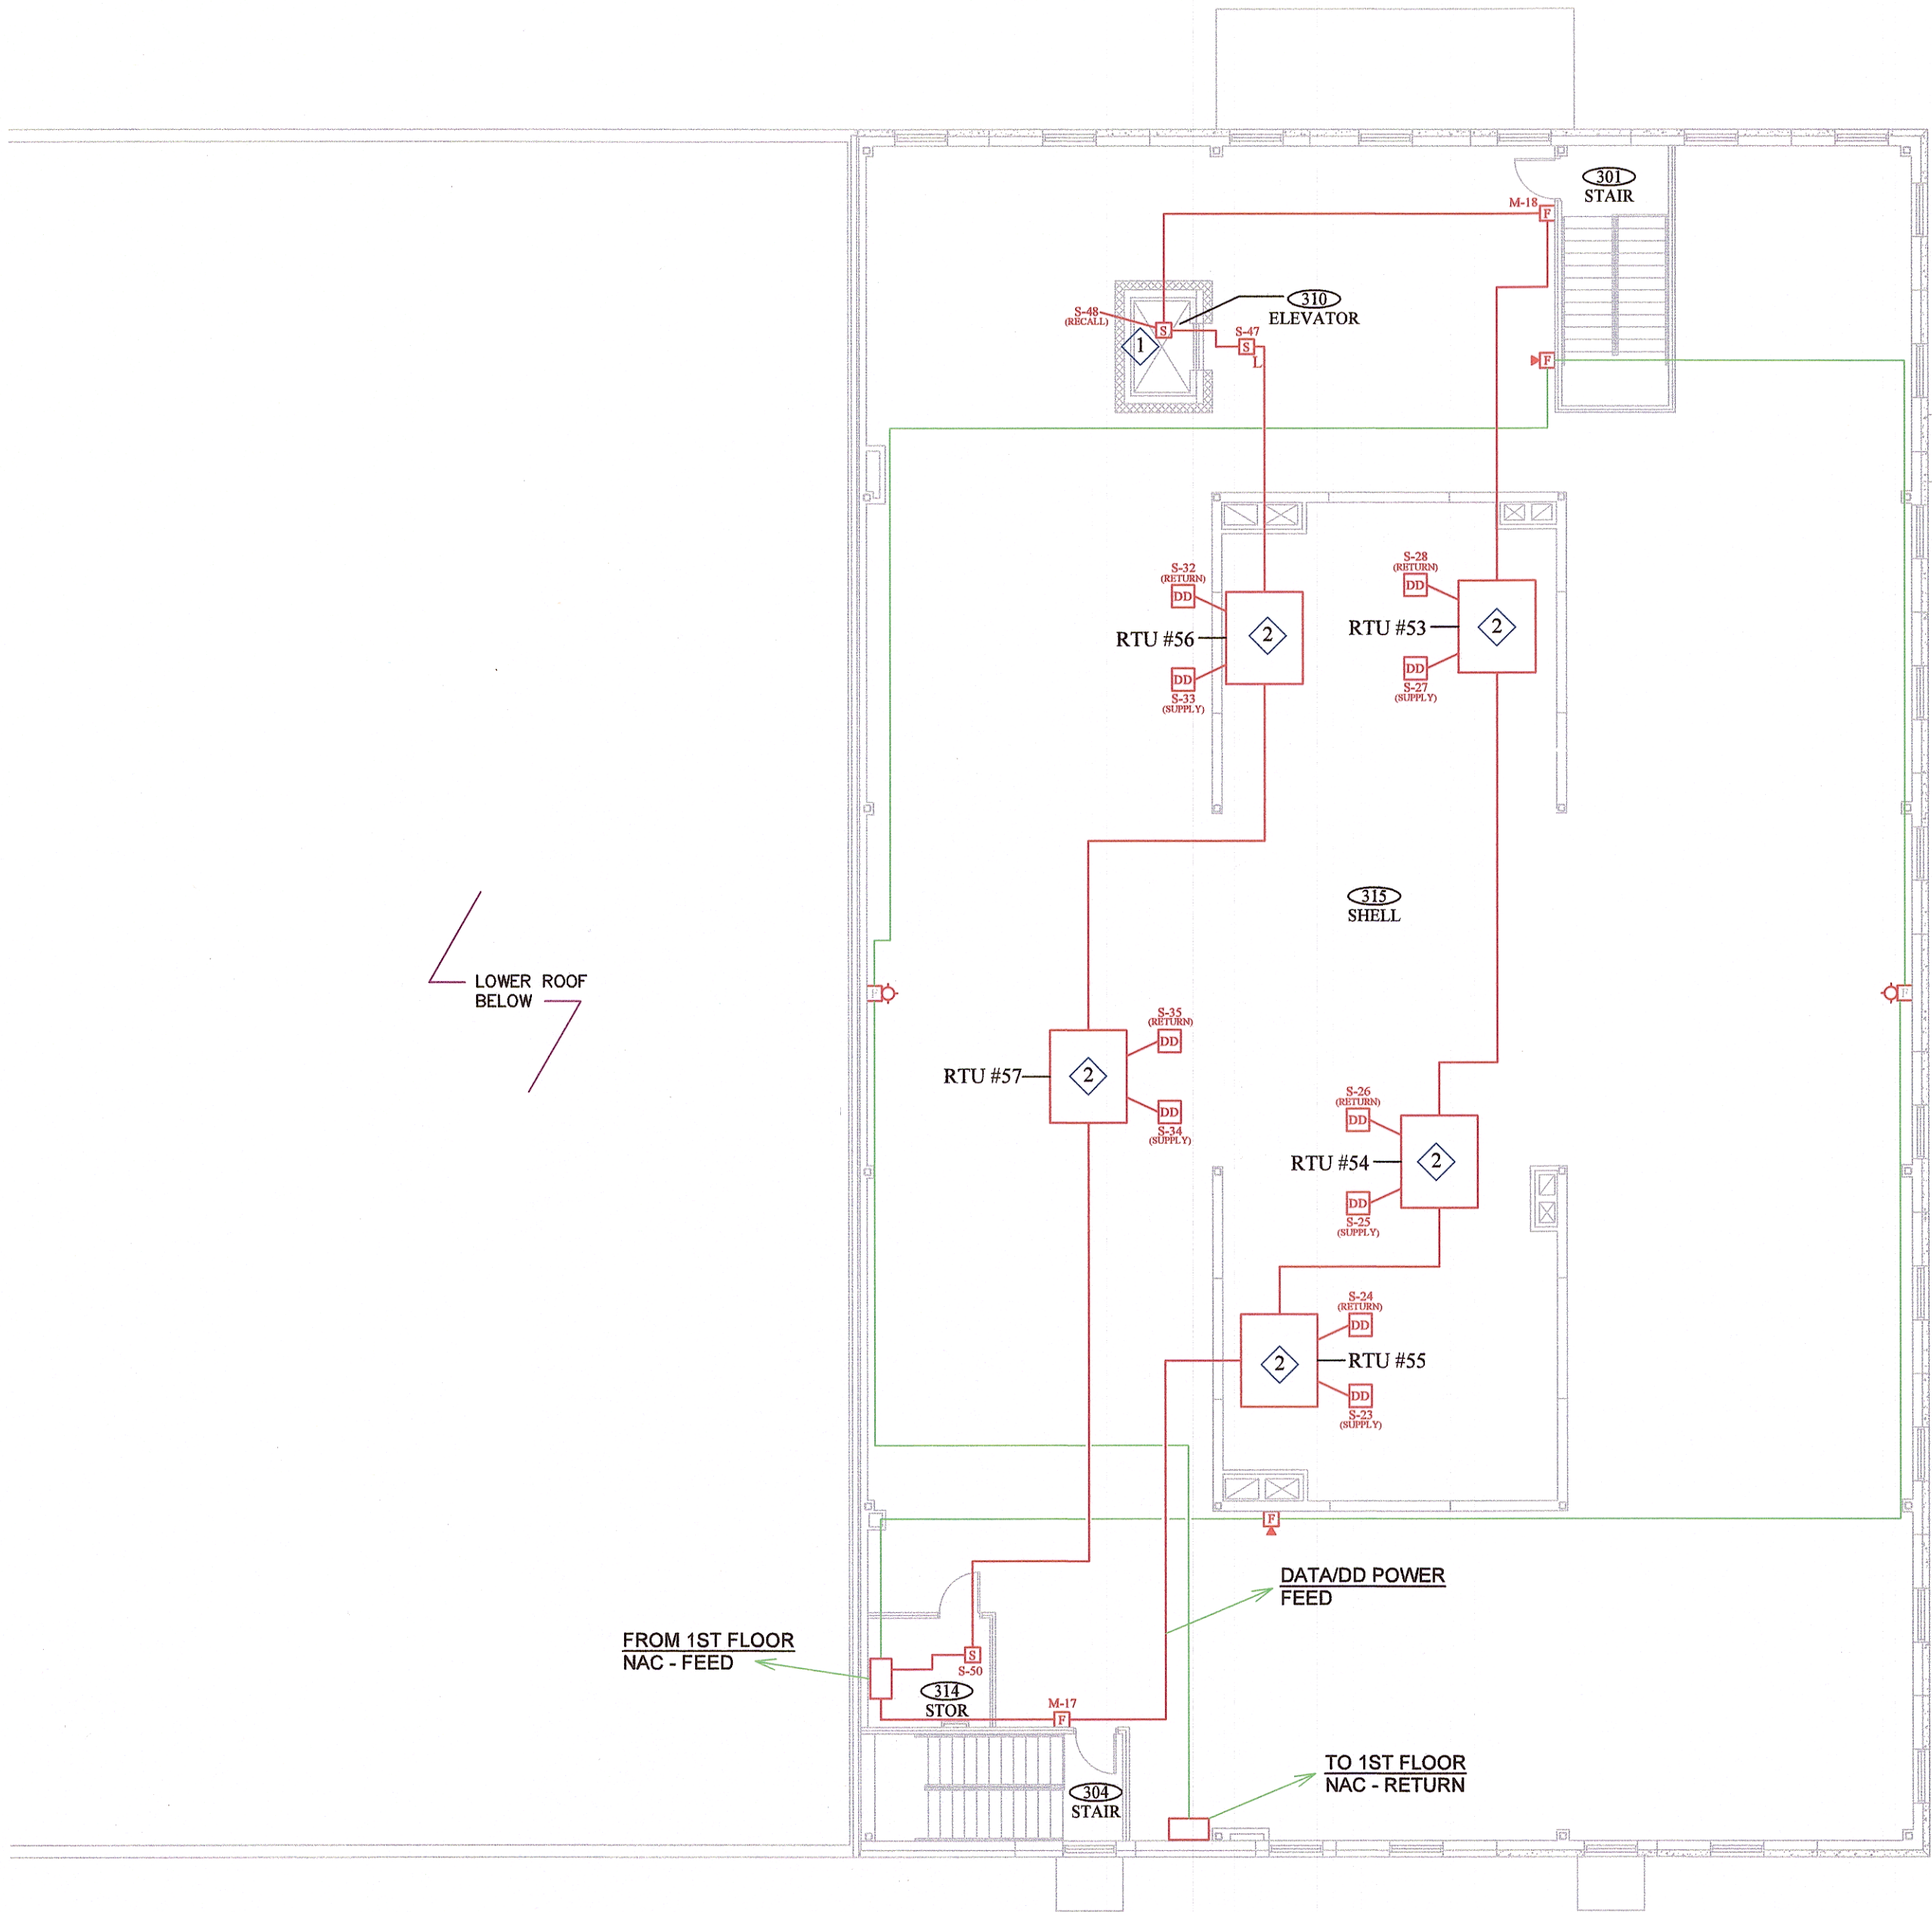 301
STAIR
M-18
F
310
ELEVATOR
S-48
(RECALL)
S
1
S-47
S
L
F
S-32
(RETURN)
DD
RTU #56
2
DD
S-33
(SUPPLY)
S-28
(RETURN)
DD
RTU #53
2
DD
S-27
(SUPPLY)
315
SHELL
LOWER ROOF
BELOW
F
F
S-35
(RETURN)
DD
RTU #57
2
DD
S-34
(SUPPLY)
S-26
(RETURN)
DD
RTU #54
2
DD
S-25
(SUPPLY)
S-24
(RETURN)
DD
2
RTU #55
DD
S-23
(SUPPLY)
F
DATA/DD POWER
FEED
FROM 1ST FLOOR
NAC - FEED
S
S-50
314
STOR
M-17
F
304
STAIR
TO 1ST FLOOR
NAC - RETURN